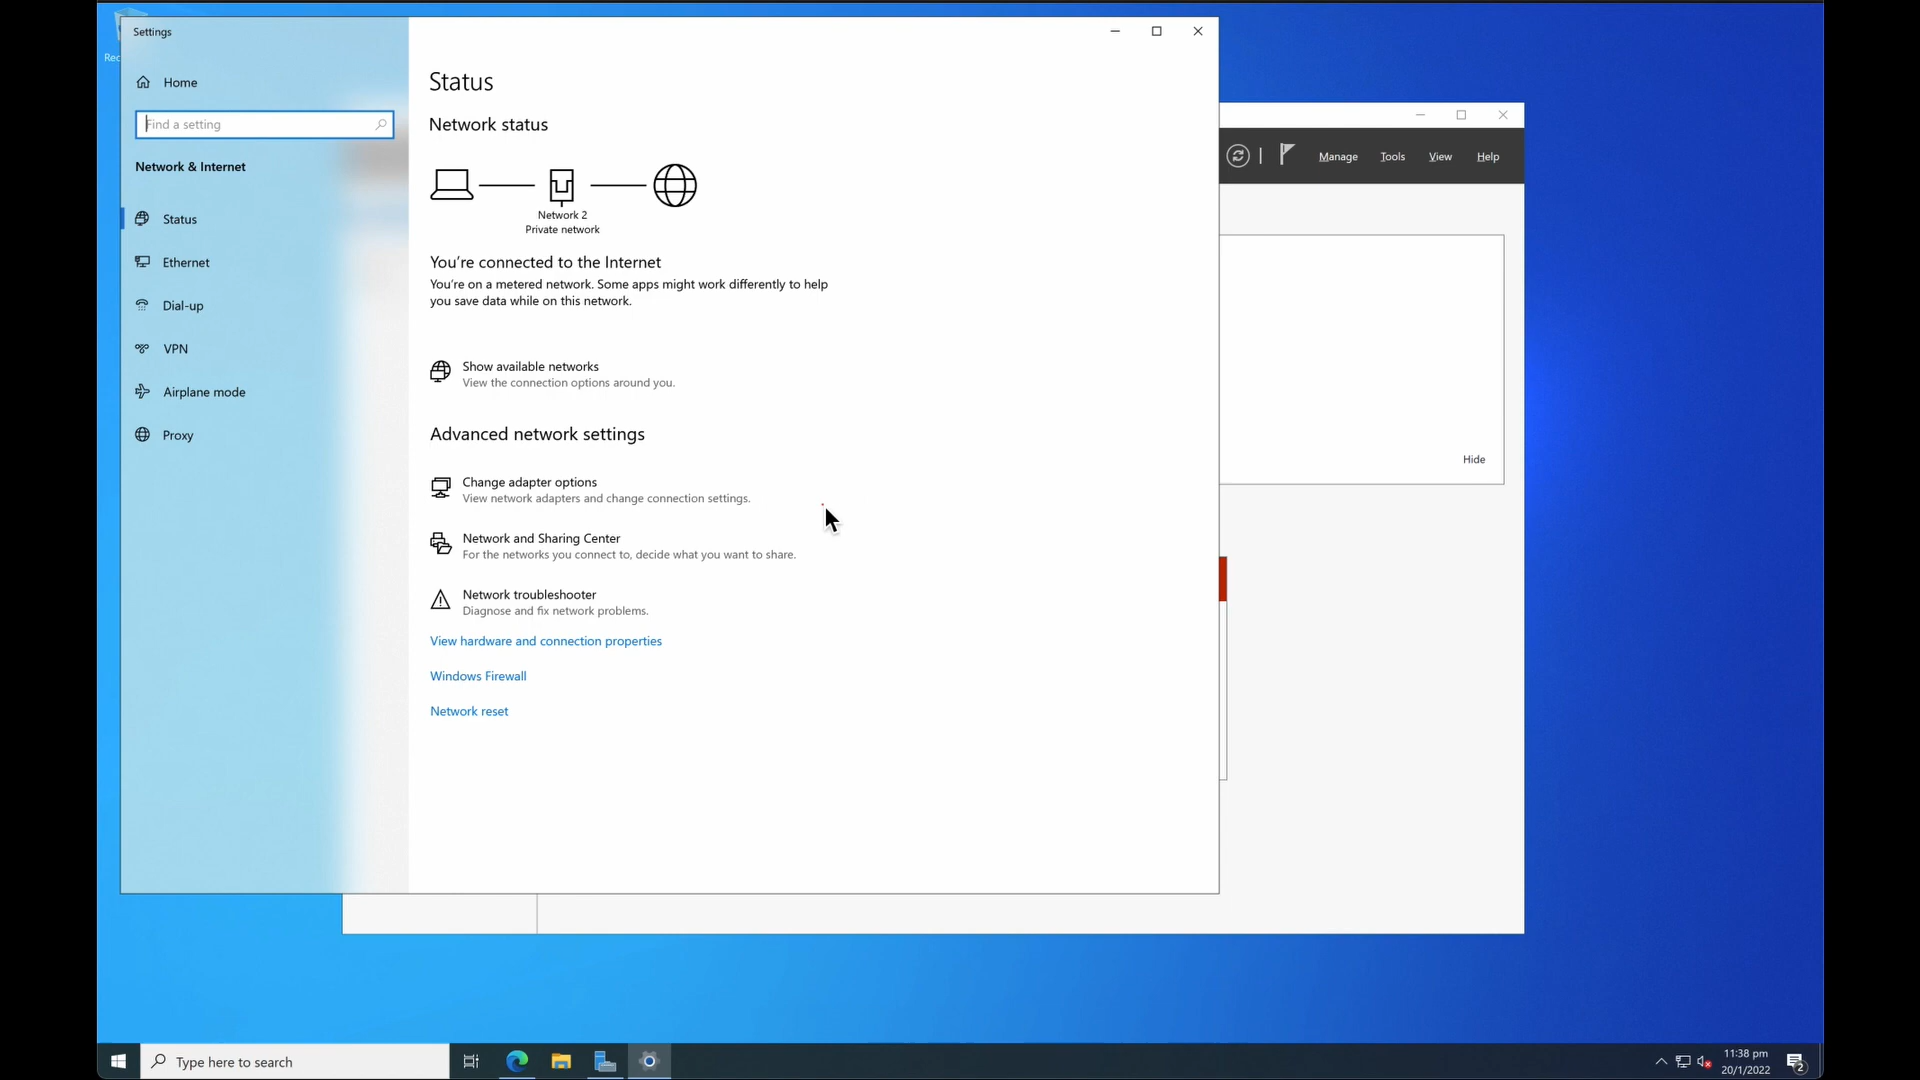 Rec
Settings
Home
Find a setting
Network & Internet
Status
Ethernet
Dial-up
VPN
Airplane mode
Proxy
Status
Network status
Network 2
Private network
You're connected to the Internet
You're on a metered network. Some apps might work differently to help
you save data while on this network.
Show available networks
View the connection options around you.
Advanced network settings
Change adapter options
View network adapters and change connection settings.
Network and Sharing Center
For the networks you connect to, decide what you want to share.
Network troubleshooter
Diagnose and fix network problems.
View hardware and connection properties
Windows Firewall
Network reset
Manage Tools View Help
Hide
Type here to search
11:38 pm
20/1/2022
2